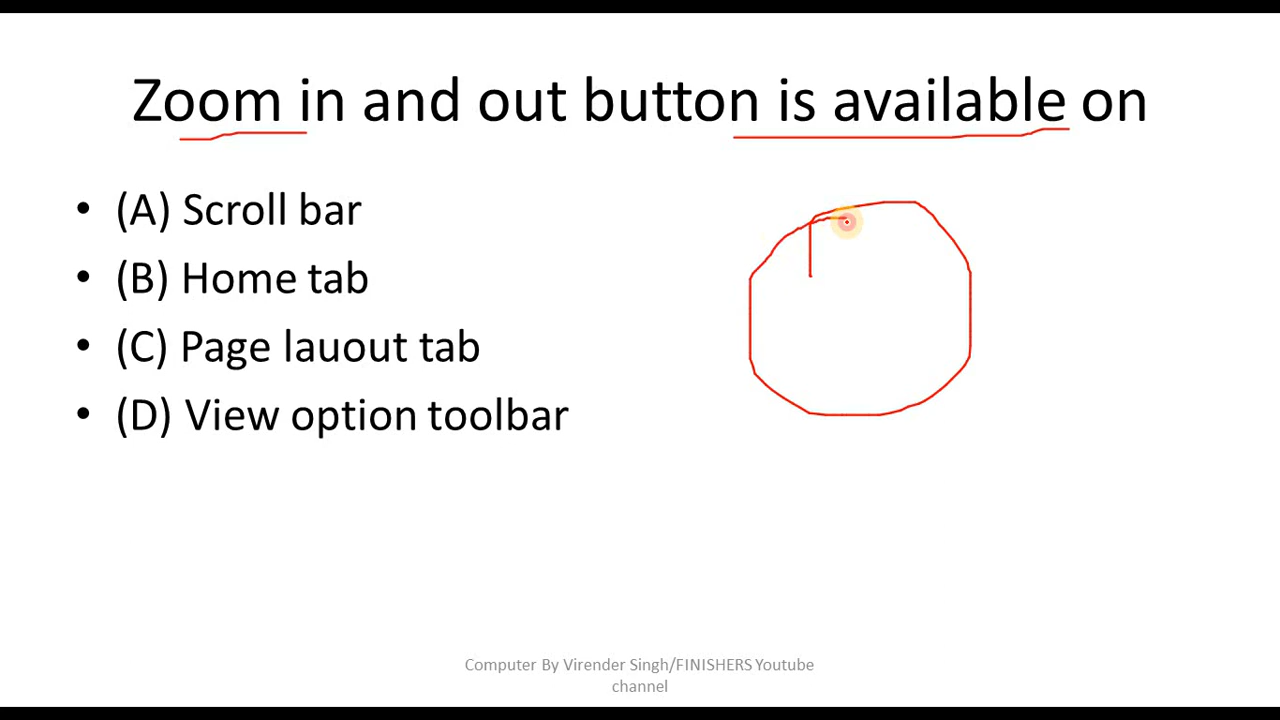 Zoom in and out button is available on
• (A) Scroll bar
• (B) Home tab
• (C) Page lauout tab
• (D) View option toolbar
Computer By Virender Singh/FINISHERS Youtube
channel